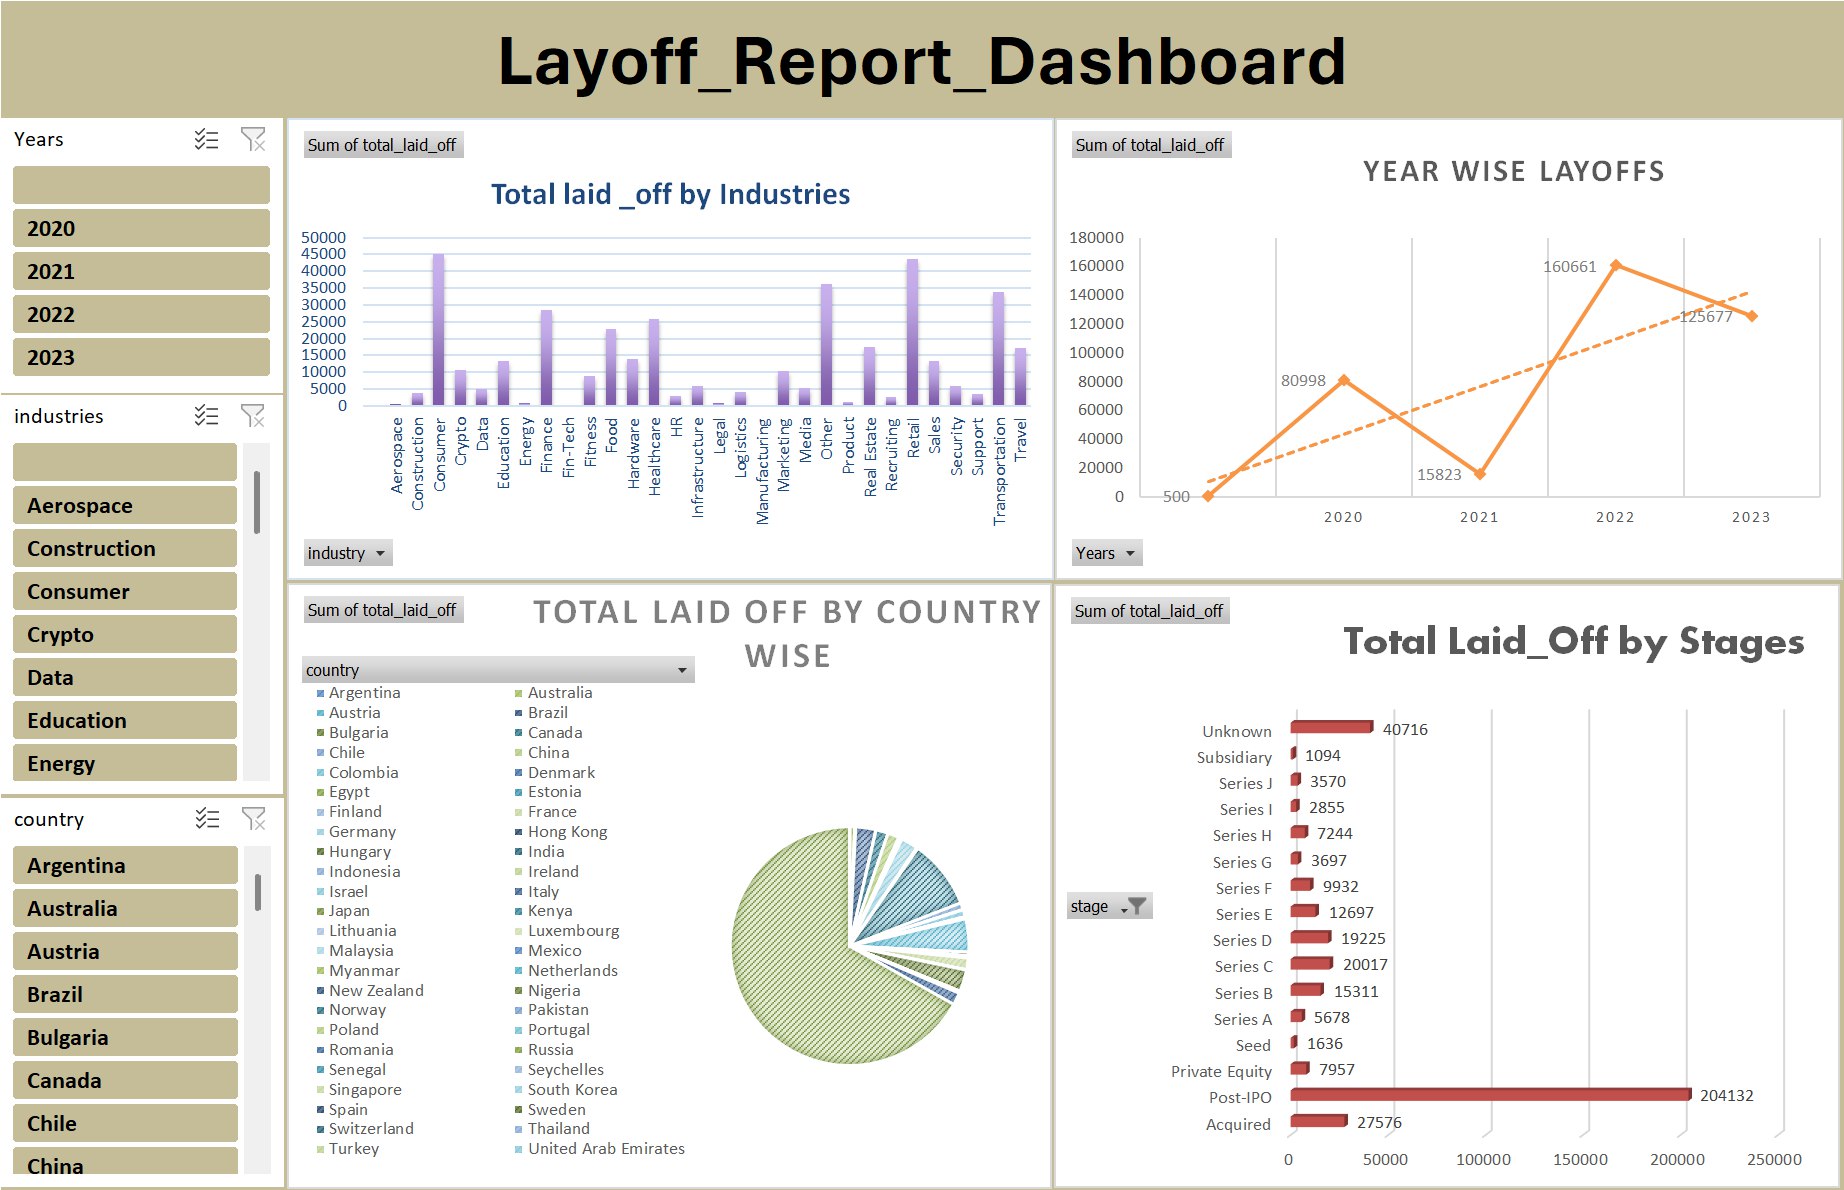 Layoff_Report_Dashboard
Years
2020
2021
2022
2023
industries
Aerospace
Construction
Consumer
Crypto
Data
Education
Energy
country
Argentina
Australia
Austria
Brazil
Bulgaria
Canada
Chile
China
Sum of total_laid_off
Total laid _off by Industries
50000
45000
40000
35000
30000
25000
20000
15000
10000
5000
0
Aerospace
Construction
Consumer
Crypto
Data
Education
Energy
Finance
Fin-Tech
Fitness
Food
Hardware
Healthcare
HR
Infrastructure
Legal
Logistics
Manufacturing
Marketing
Media
Other
Product
Real Estate
Recruiting
Retail
Sales
Security
Support
Transportation
Travel
industry
Sum of total_laid_off
YEAR WISE LAYOFFS
180000
160000
140000
120000
100000
80000
60000
40000
20000
0
500
80998
15823
160661
125677
2020 2021 2022 2023
Years
Sum of total_laid_off
TOTAL LAID OFF BY COUNTRY
WISE
country
Argentina Australia
Austria Brazil
Bulgaria Canada
Chile China
Colombia Denmark
Egypt Estonia
Finland France
Germany Hong Kong
Hungary India
Indonesia Ireland
Israel Italy
Japan Kenya
Lithuania Luxembourg
Malaysia Mexico
Myanmar Netherlands
New Zealand Nigeria
Norway Pakistan
Poland Portugal
Romania Russia
Senegal Seychelles
Singapore South Korea
Spain Sweden
Switzerland Thailand
Turkey United Arab Emirates
Sum of total_laid_off
Total Laid_Off by Stages
stage
Unknown 40716
Subsidiary 1094
Series J 3570
Series I 2855
Series H 7244
Series G 3697
Series F 9932
Series E 12697
Series D 19225
Series C 20017
Series B 15311
Series A 5678
Seed 1636
Private Equity 7957
Post-IPO 204132
Acquired 27576
0 50000 100000 150000 200000 250000